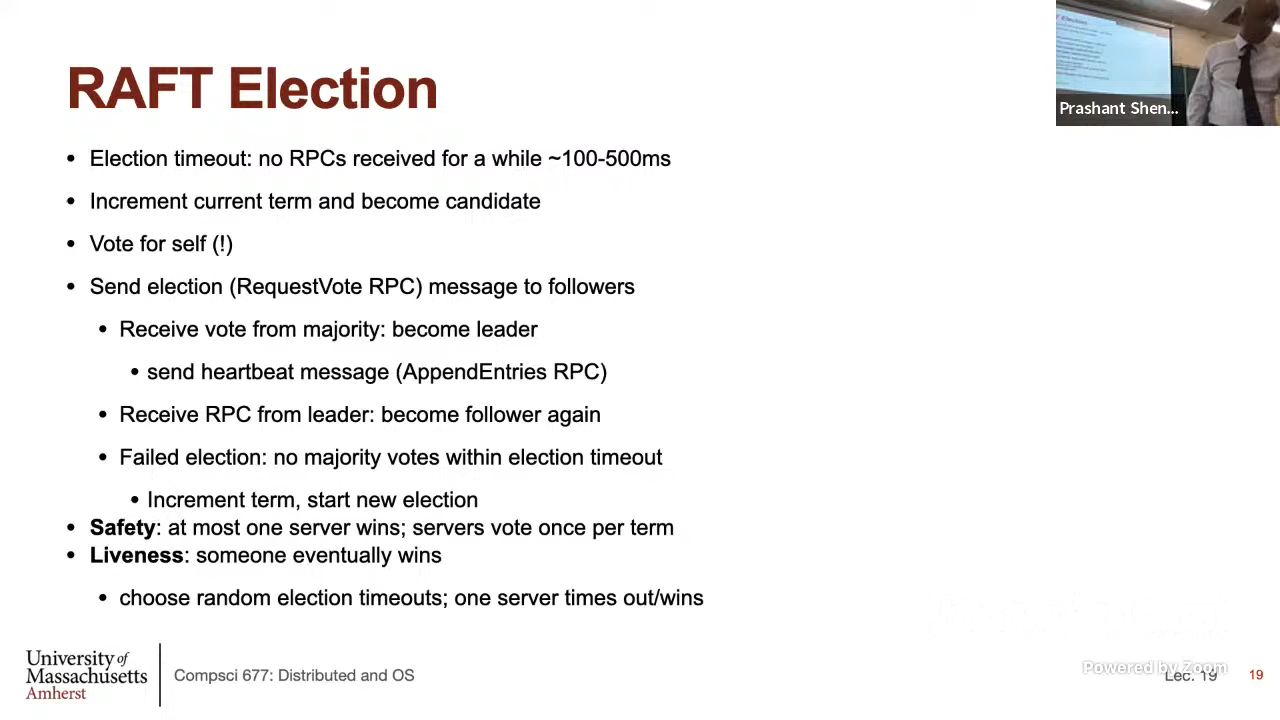 RAFT Election
Prashant Shen...
• Election timeout: no RPCs received for a while ~100-500ms
• Increment current term and become candidate
• Vote for self (!)
• Send election (RequestVote RPC) message to followers
• Receive vote from majority: become leader
• send heartbeat message (AppendEntries RPC)
• Receive RPC from leader: become follower again
• Failed election: no majority votes within election timeout
• Increment term, start new election
• Safety: at most one server wins; servers vote once per term
• Liveness: someone eventually wins
• choose random election timeouts; one server times out/wins
University of
Massachusetts
Amherst
Compsci 677: Distributed and OS
Powered by Zoom
Lec. 19
19